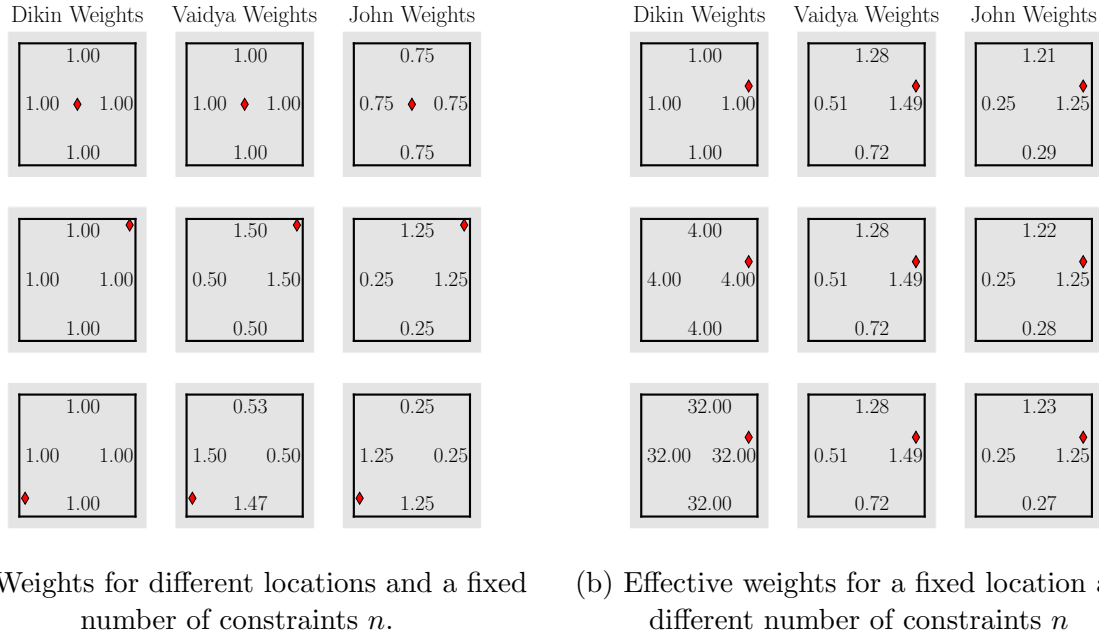 Dikin Weights Vaidya Weights John Weights Dikin Weights Vaidya Weights John Weights
1.00 1.00 0.75 1.00 1.28 1.21
1.00 1.00 1.00 1.00 0.75 0.75 1.00 1.00 0.51 1.49 0.25 1.25
1.00 1.00 0.75 1.00 0.72 0.29
1.00 1.50 1.25 4.00 1.28 1.22
1.00 1.00 0.50 1.50 0.25 1.25 4.00 4.00 0.51 1.49 0.25 1.25
1.00 0.50 0.25 4.00 0.72 0.28
1.00 0.53 0.25 32.00 1.28 1.23
1.00 1.00 1.50 0.50 1.25 0.25 32.00 32.00 0.51 1.49 0.25 1.25
1.00 1.47 1.25 32.00 0.72 0.27
Weights for different locations and a fixed
number of constraints n.
(b) Effective weights for a fixed location a
different number of constraints n